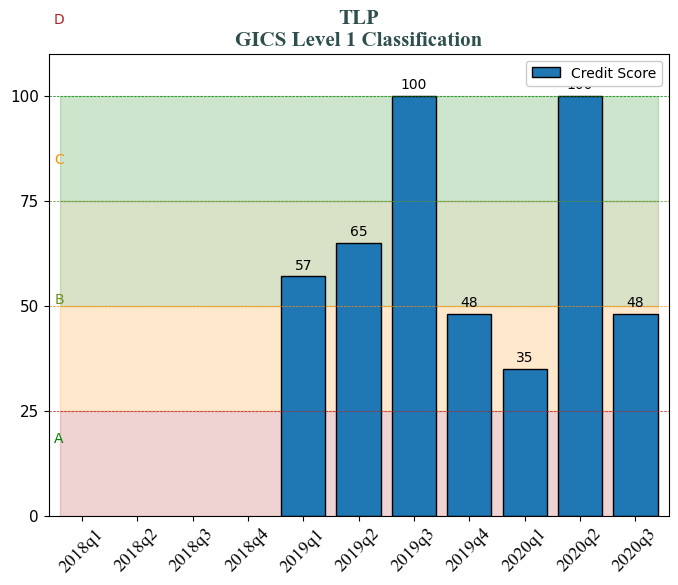 D
TLP
GICS Level 1 Classification
Credit Score
100
100
75
50
25
0
C
B
A
57
65
100
48
35
48
2018q1
2018q2
2018q3
2018q4
2019q1
2019q2
2019q3
2019q4
2020q1
2020q2
2020q3